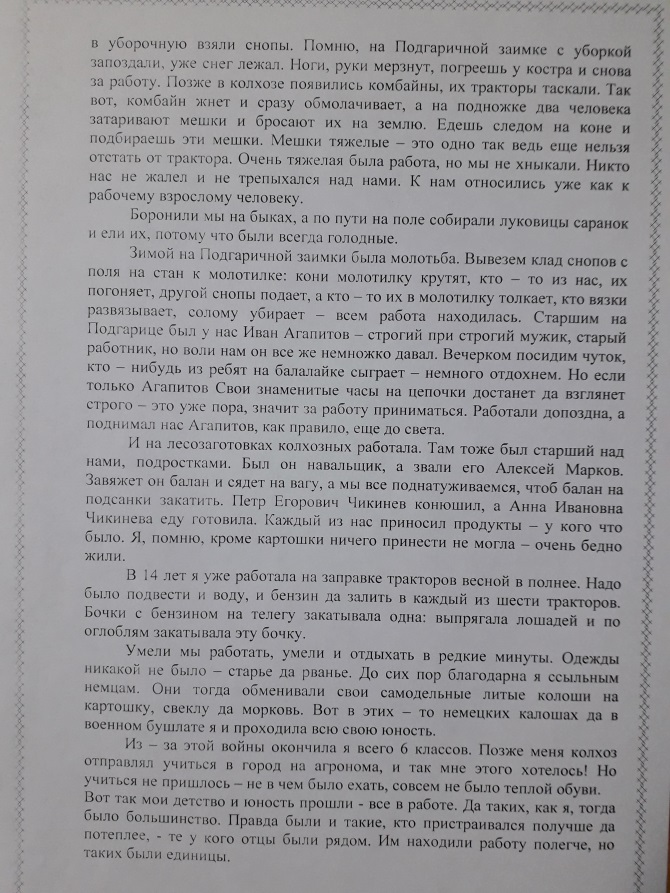 в уборочную взяли снопы. Помню, на Подгаричной заимке с уборкой
запоздали, уже снег лежал. Ноги, руки мерзнут, погреешь у костра и снова
за работу. Позже в колхозе появились комбайны, их тракторы таскали. Так
вот, комбайн жнет и сразу обмолачивает, а на подножке два человека
затаривают мешки и бросают их на землю. Едешь следом на коне и
подбираешь эти мешки. Мешки тяжелые – это одно так ведь еще нельзя
отстать от трактора. Очень тяжелая была работа, но мы не хныкали. Никто
нас не жалел и не трепыхался над нами. К нам относились уже как к
рабочему взрослому человеку.
Боронили мы на быках, а по пути на поле собирали луковицы саранок
и ели их, потому что были всегда голодные.
Зимой на Подгаричной заимки была молотьба. Вывезем клад снопов с
поля на стан к молотилке: кони молотилку крутят, кто – то из нас, их
погоняет, другой снопы подает, а кто – то их в молотилку толкает, кто вязки
развязывает, солому убирает – всем работа находилась. Старшим на
Подгарице был у нас Иван Агапитов – строгий при строгий мужик, старый
работник, но воли нам он все же немножко давал. Вечерком посидим чуток,
кто – нибудь из ребят на балалайке сыграет – немного отдохнем. Но если
только Агапитов Свои знаменитые часы на цепочки достанет да взглянет
строго – это уже пора, значит за работу приниматься. Работали допоздна, а
поднимал нас Агапитов, как правило, еще до света.
И на лесозаготовках колхозных работала. Там тоже был старший над
нами, подростками. Был он навальщик, а звали его Алексей Марков.
Завяжет он балан и сядет на вагу, а мы все поднатуживаемся, чтоб балан на
подсанки закатить. Петр Егорович Чикинев конюшил, а Анна Ивановна
Чикинева еду готовила. Каждый из нас приносил продукты – у кого что
было. Я, помню, кроме картошки ничего принести не могла – очень бедно
жили.
В 14 лет я уже работала на заправке тракторов весной в полнее. Надо
было подвести и воду, и бензин да залить в каждый из шести тракторов.
Бочки с бензином на телегу закатывала одна: выпрягала лошадей и по
оглоблям закатывала эту бочку.
Умели мы работать, умели и отдыхать в редкие минуты. Одежды
никакой не было – старье да рванье. До сих пор благодарна я ссыльным
немцам. Они тогда обменивали свои самодельные литые колоши на
картошку, свеклу да морковь. Вот в этих – то немецких калошах да в
военном бушлате я и проходила всю свою юность.
Из – за этой войны окончила я всего 6 классов. Позже меня колхоз
отправлял учиться в город на агронома, и так мне этого хотелось! Но
учиться не пришлось – не в чем было ехать, совсем не было теплой обуви.
Вот так мои детство и юность прошли - все в работе. Да таких, как я, тогда
было большинство. Правда были и такие, кто пристраивался получше да
потеплее, - те у кого отцы были рядом. Им находили работу полегче, но
таких были единицы.